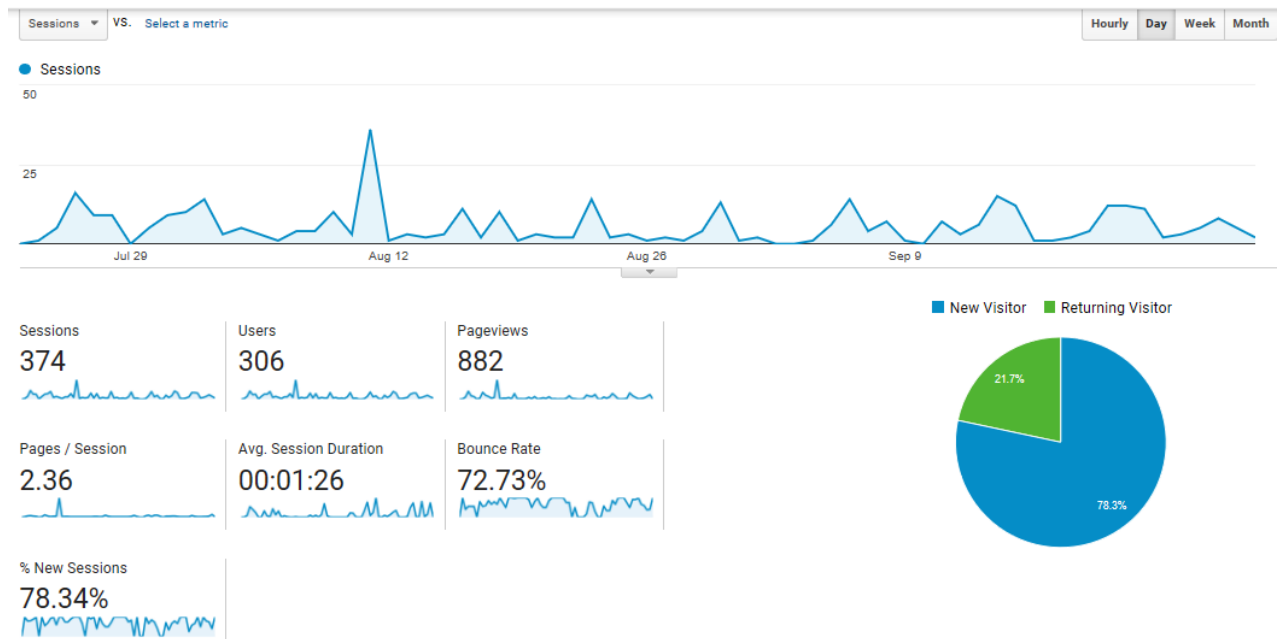 Sessions VS. Select a metric
Hourly Day Week Month
Sessions
50
25
Jul 29 Aug 12 Aug 26 Sep 9
New Visitor Returning Visitor
Sessions Users Pageviews
374 306 882
21.7%
Pages / Session Avg. Session Duration Bounce Rate
2.36 00:01:26 72.73%
78.3%
% New Sessions
78.34%